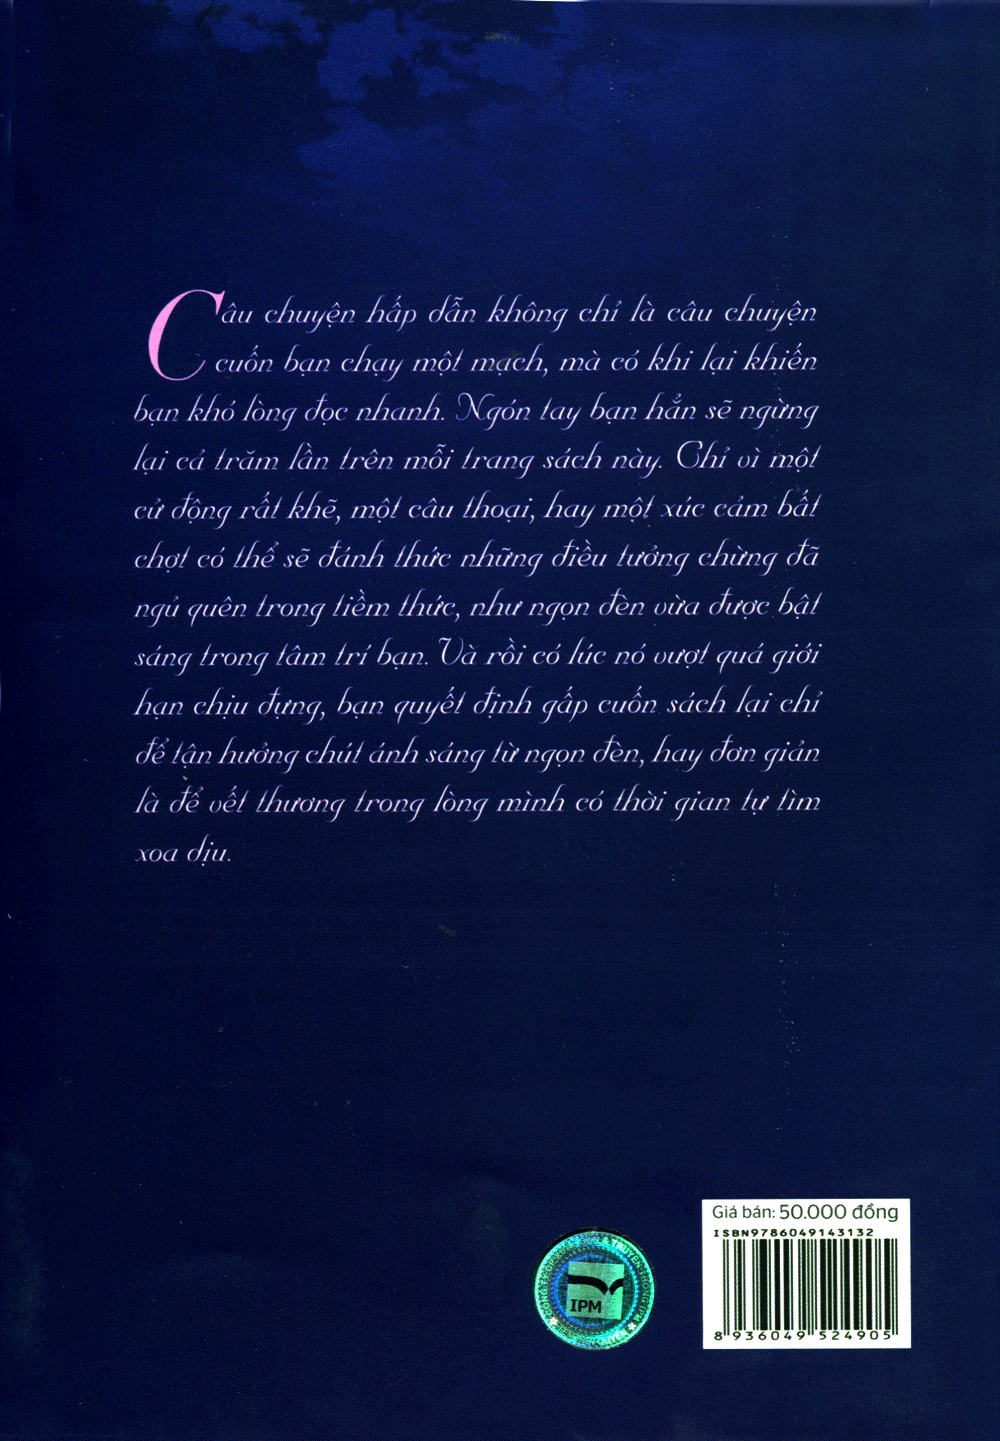 Câu chuyện hấp dẫn không chỉ là câu chuyện
cuốn bạn chạy một mạch, mà có khi lại khiến
bạn khó lòng đọc nhanh. Ngón tay bạn hẳn sẽ ngừng
lại cả trăm lần trên mỗi trang sách này. Chỉ vì một
cử động rất khẽ, một câu thoại, hay một xúc cảm bất
chợt có thể sẽ đánh thức những điều tưởng chừng đã
ngủ quên trong tiềm thức, như ngọn đèn vừa được bật
sáng trong tâm trí bạn. Và rồi có lúc nó vượt quá giới
hạn chịu đựng, bạn quyết định gấp cuốn sách lại chỉ
để tận hưởng chút ánh sáng từ ngọn đèn, hay đơn giản
là để vết thương trong lòng mình có thời gian tự tìm
xoa dịu.
Giá bán: 50.000 đồng
ISBN9786049143132
8 936049 524905
IPM